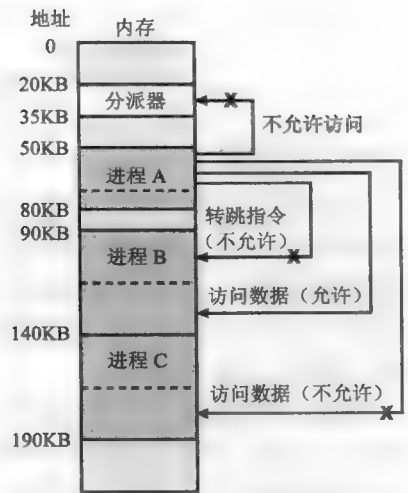 地址
内存
0
20KB
分派器
35KB
不允许访问
50KB
进程 A
80KB
转跳指令
90KB
(不允许)
进程 B
访问数据（允许）
140KB
进程 C
访问数据（不允许）
190KB